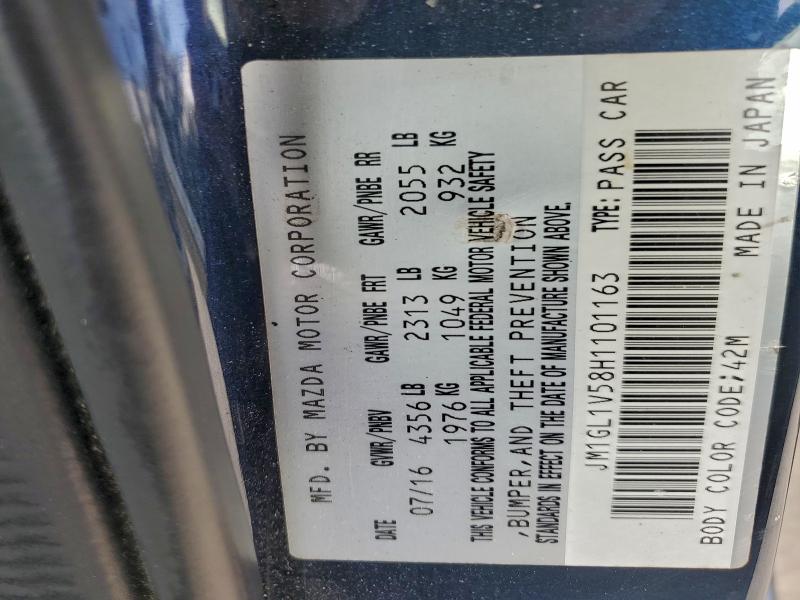 MFD. BY MAZDA MOTOR CORPORATION
DATE GVWR/PNBV GAWR/PNBE FRT GAWR/PNBE RR
07/16 4356 LB 2313 LB 2055 LB
1976 KG 1049 KG 932 KG
THIS VEHICLE CONFORMS TO ALL APPLICABLE FEDERAL MOTOR VEHICLE SAFETY
,BUMPER,AND THEFT PREVENTION
STANDARDS IN EFFECT ON THE DATE OF MANUFACTURE SHOWN ABOVE.
JM1GL1V58H1101163 TYPE: PASS CAR
BODY COLOR CODE;42M MADE IN JAPAN